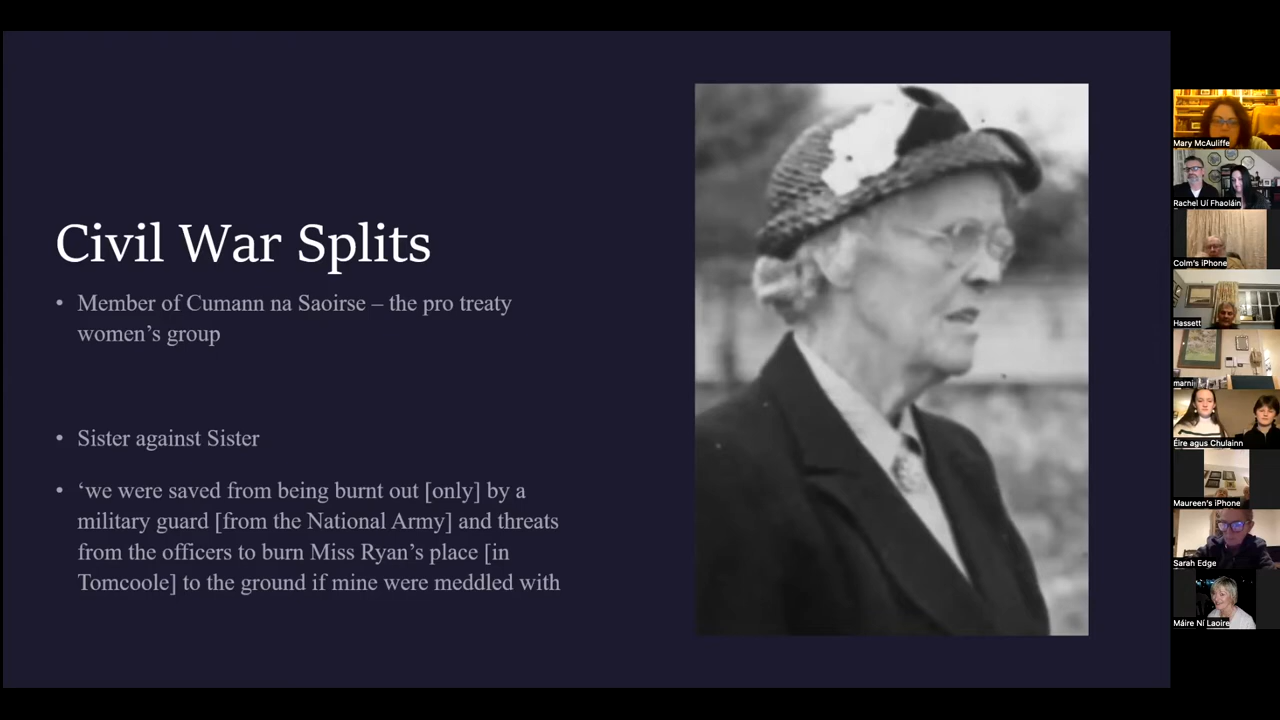 Civil War Splits
• Member of Cumann na Saoirse – the pro treaty
women’s group
• Sister against Sister
• ‘we were saved from being burnt out [only] by a
military guard [from the National Army] and threats
from the officers to burn Miss Ryan’s place [in
Tomcoole] to the ground if mine were meddled with
Mary McAuliffe
Rachel Uí Fhaoláin
Colm's iPhone
Hassett
marni
Éire agus Chulainn
Maureen's iPhone
Sarah Edge
Máire Ní Laoire